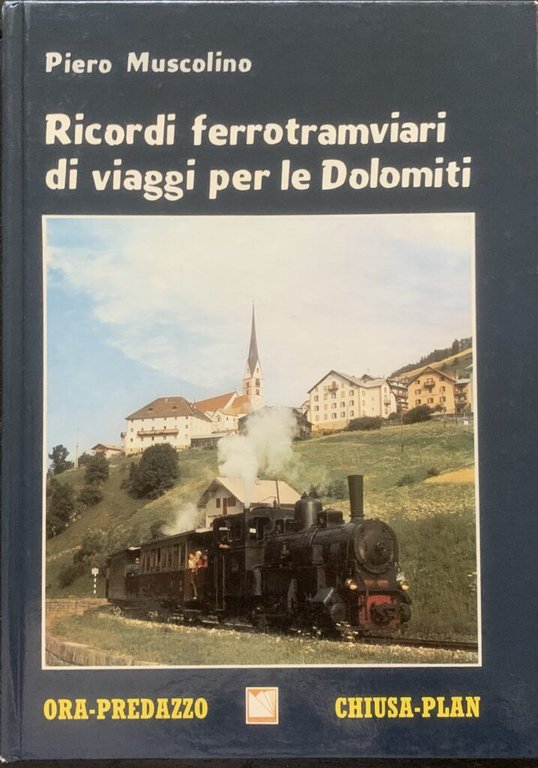 Piero Muscolino
Ricordi ferrotramviari
di viaggi per le Dolomiti
ORA-PREDAZZO
CHIUSA-PLAN